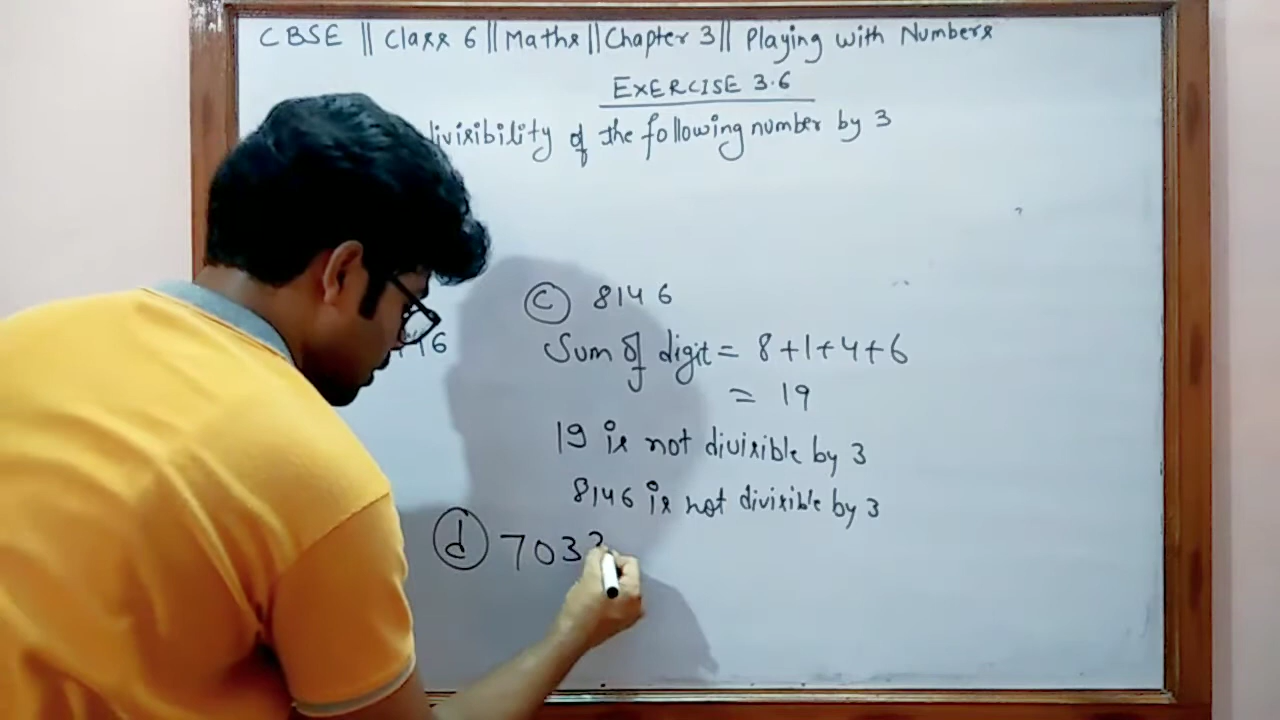 CBSE || Class 6 || Maths || Chapter 3 || Playing with Numbers
EXERCISE 3.6
divisibility of the following number by 3
c 8146
46
Sum of digit = 8+1+4+6
= 19
19 is not divisible by 3
8146 is not divisible by 3
d 703